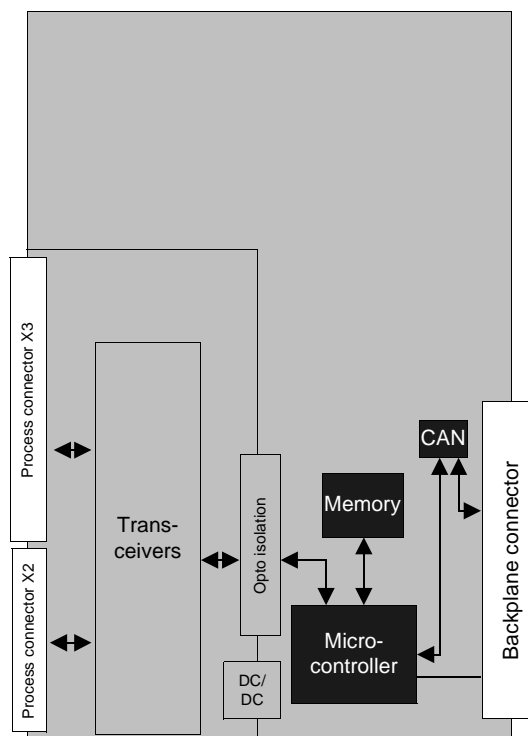 Process connector X3
Process connector X2
Trans-
ceivers
Opto isolation
DC/
DC
Memory
Micro-
controller
CAN
Backplane connector